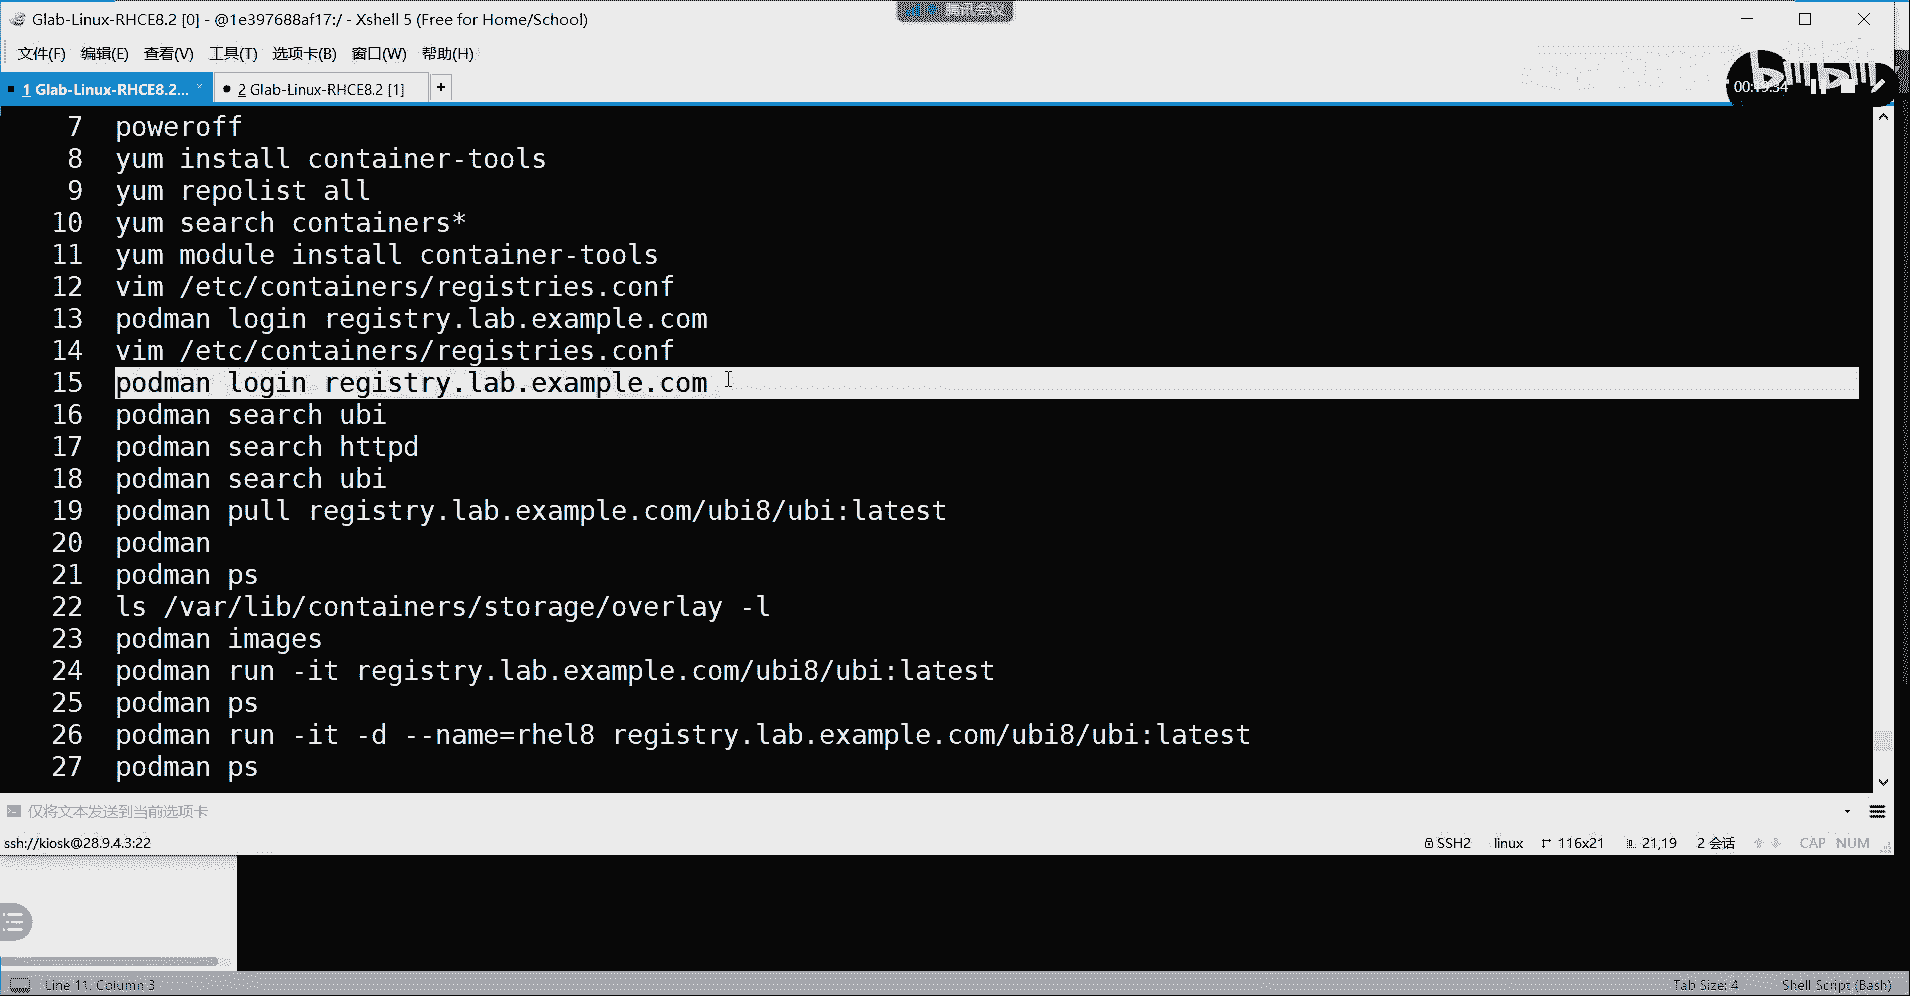 Glab-Linux-RHCE8.2 [0] - @1e397688af17:/ - Xshell 5 (Free for Home/School)
文件(F) 编辑(E) 查看(V) 工具(T) 选项卡(B) 窗口(W) 帮助(H)
1 Glab-Linux-RHCE8.2... 2 Glab-Linux-RHCE8.2 [1] +
7 poweroff
8 yum install container-tools
9 yum repolist all
10 yum search containers*
11 yum module install container-tools
12 vim /etc/containers/registries.conf
13 podman login registry.lab.example.com
14 vim /etc/containers/registries.conf
15 podman login registry.lab.example.com
16 podman search ubi
17 podman search httpd
18 podman search ubi
19 podman pull registry.lab.example.com/ubi8/ubi:latest
20 podman
21 podman ps
22 ls /var/lib/containers/storage/overlay -l
23 podman images
24 podman run -it registry.lab.example.com/ubi8/ubi:latest
25 podman ps
26 podman run -it -d --name=rhel8 registry.lab.example.com/ubi8/ubi:latest
27 podman ps
仅将文本发送到当前选项卡
ssh://kiosk@28.9.4.3:22 SSH2 linux 116x21 21,19 2 会话 CAP NUM
Line 11, Column 3 Tab Size: 4 Shell Script (Bash)